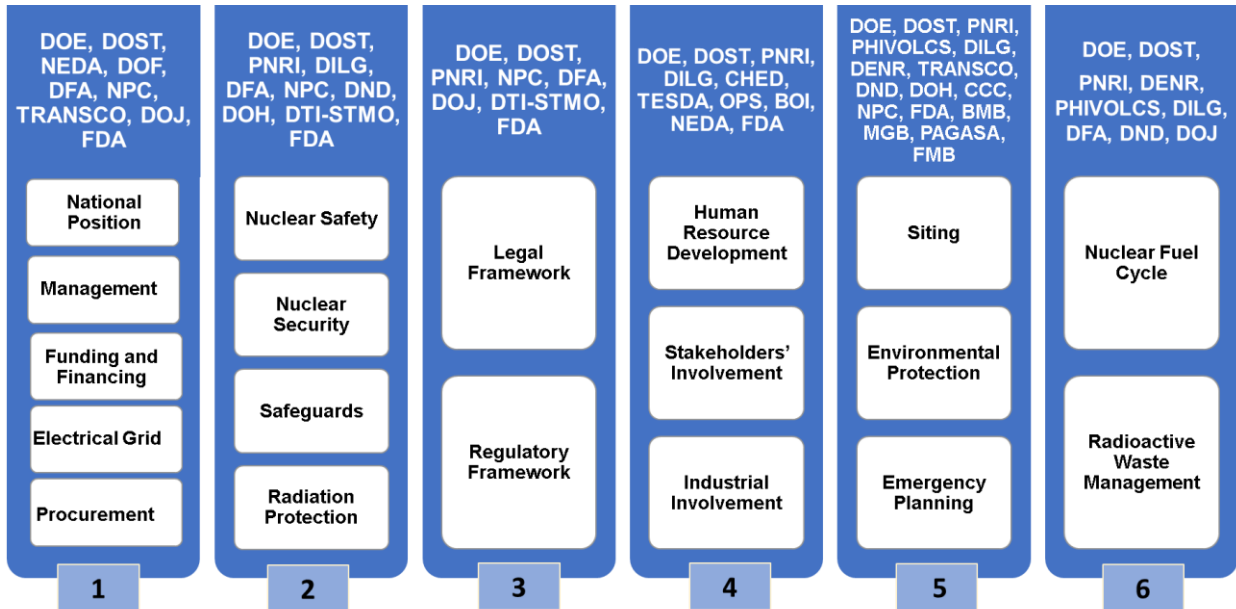 DOE, DOST,
NEDA, DOF,
DFA, NPC,
TRANSCO, DOJ,
FDA
National
Position
Management
Funding and
Financing
Electrical Grid
Procurement
1
DOE, DOST,
PNRI, DILG,
DFA, NPC, DND,
DOH, DTI-STMO,
FDA
Nuclear Safety
Nuclear
Security
Safeguards
Radiation
Protection
2
DOE, DOST,
PNRI, NPC, DFA,
DOJ, DTI-STMO,
FDA
Legal
Framework
Regulatory
Framework
3
DOE, DOST, PNRI,
DILG, CHED,
TESDA, OPS, BOI,
NEDA, FDA
Human
Resource
Development
Stakeholders’
Involvement
Industrial
Involvement
4
DOE, DOST, PNRI,
PHIVOLCS, DILG,
DENR, TRANSCO,
DND, DOH, CCC,
NPC, FDA, BMB,
MGB, PAGASA,
FMB
Siting
Environmental
Protection
Emergency
Planning
5
DOE, DOST,
PNRI, DENR,
PHIVOLCS, DILG,
DFA, DND, DOJ
Nuclear Fuel
Cycle
Radioactive
Waste
Management
6